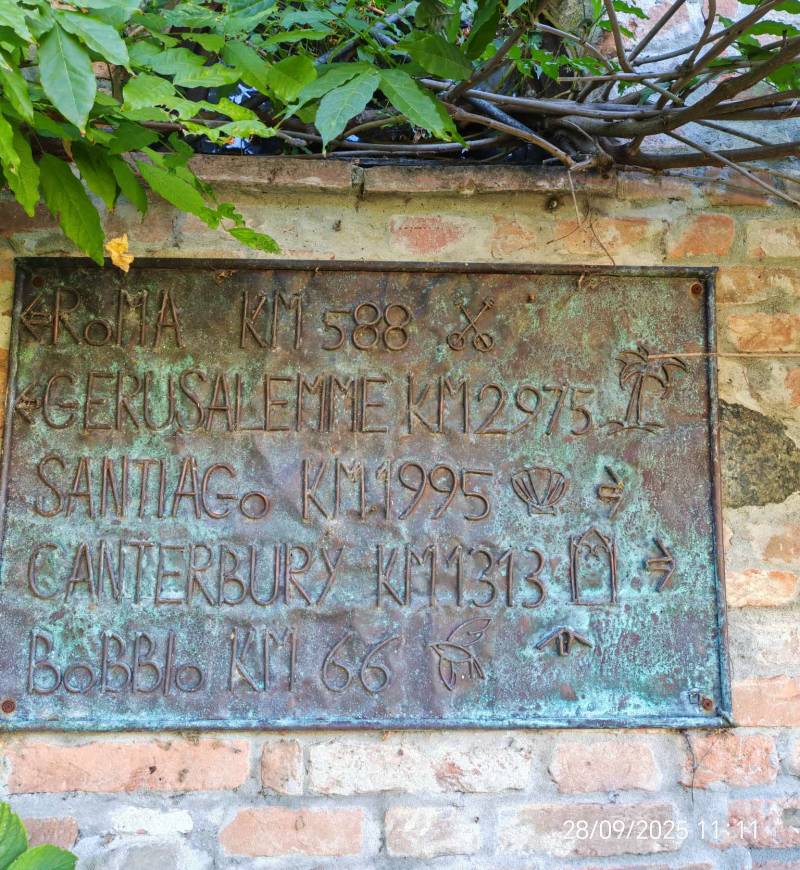 RoMA KM 588
GERUSALEMME KM 2975
SANTIAGo KM 1995
CANTERBURY KM 1313
BoBBIo KM 66
28/09/2025 11:11